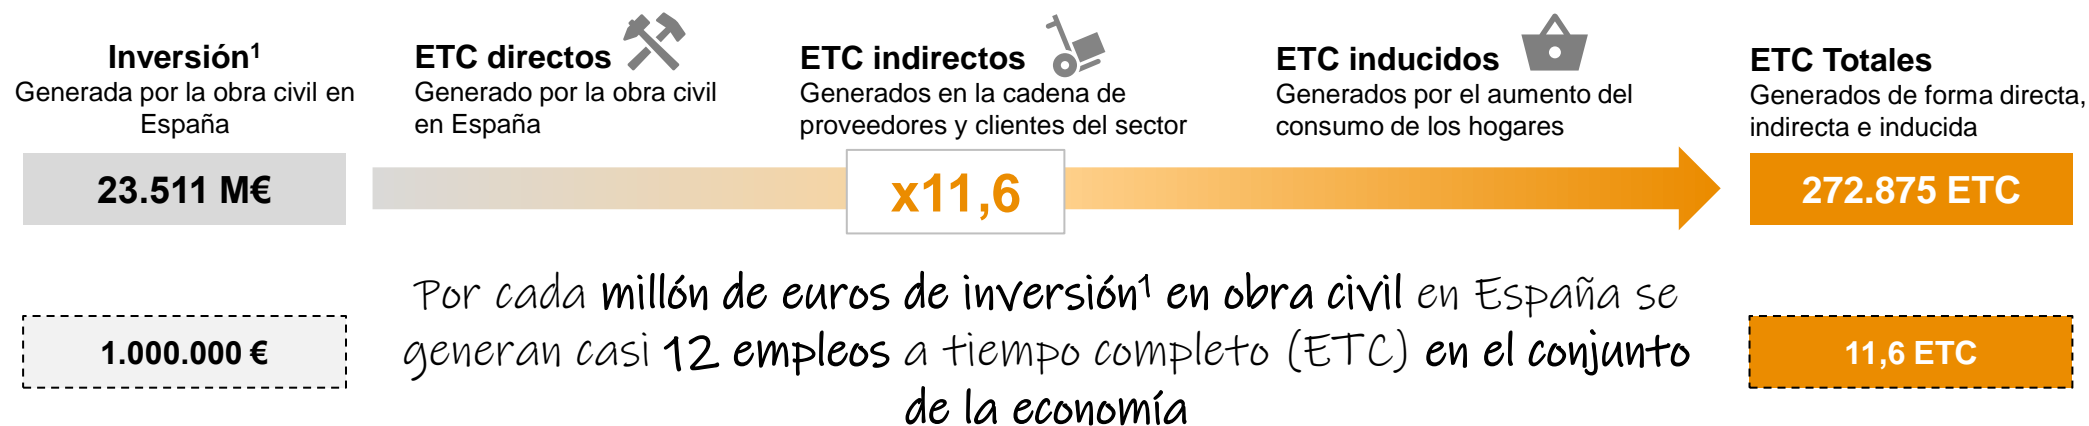 Inversión¹
Generada por la obra civil en
España
23.511 M€
ETC directos
Generado por la obra civil
en España
ETC indirectos
Generados en la cadena de
proveedores y clientes del sector
x11,6
ETC inducidos
Generados por el aumento del
consumo de los hogares
ETC Totales
Generados de forma directa,
indirecta e inducida
272.875 ETC
1.000.000 €
Por cada millón de euros de inversión¹ en obra civil en España se
generan casi 12 empleos a tiempo completo (ETC) en el conjunto
de la economía
11,6 ETC